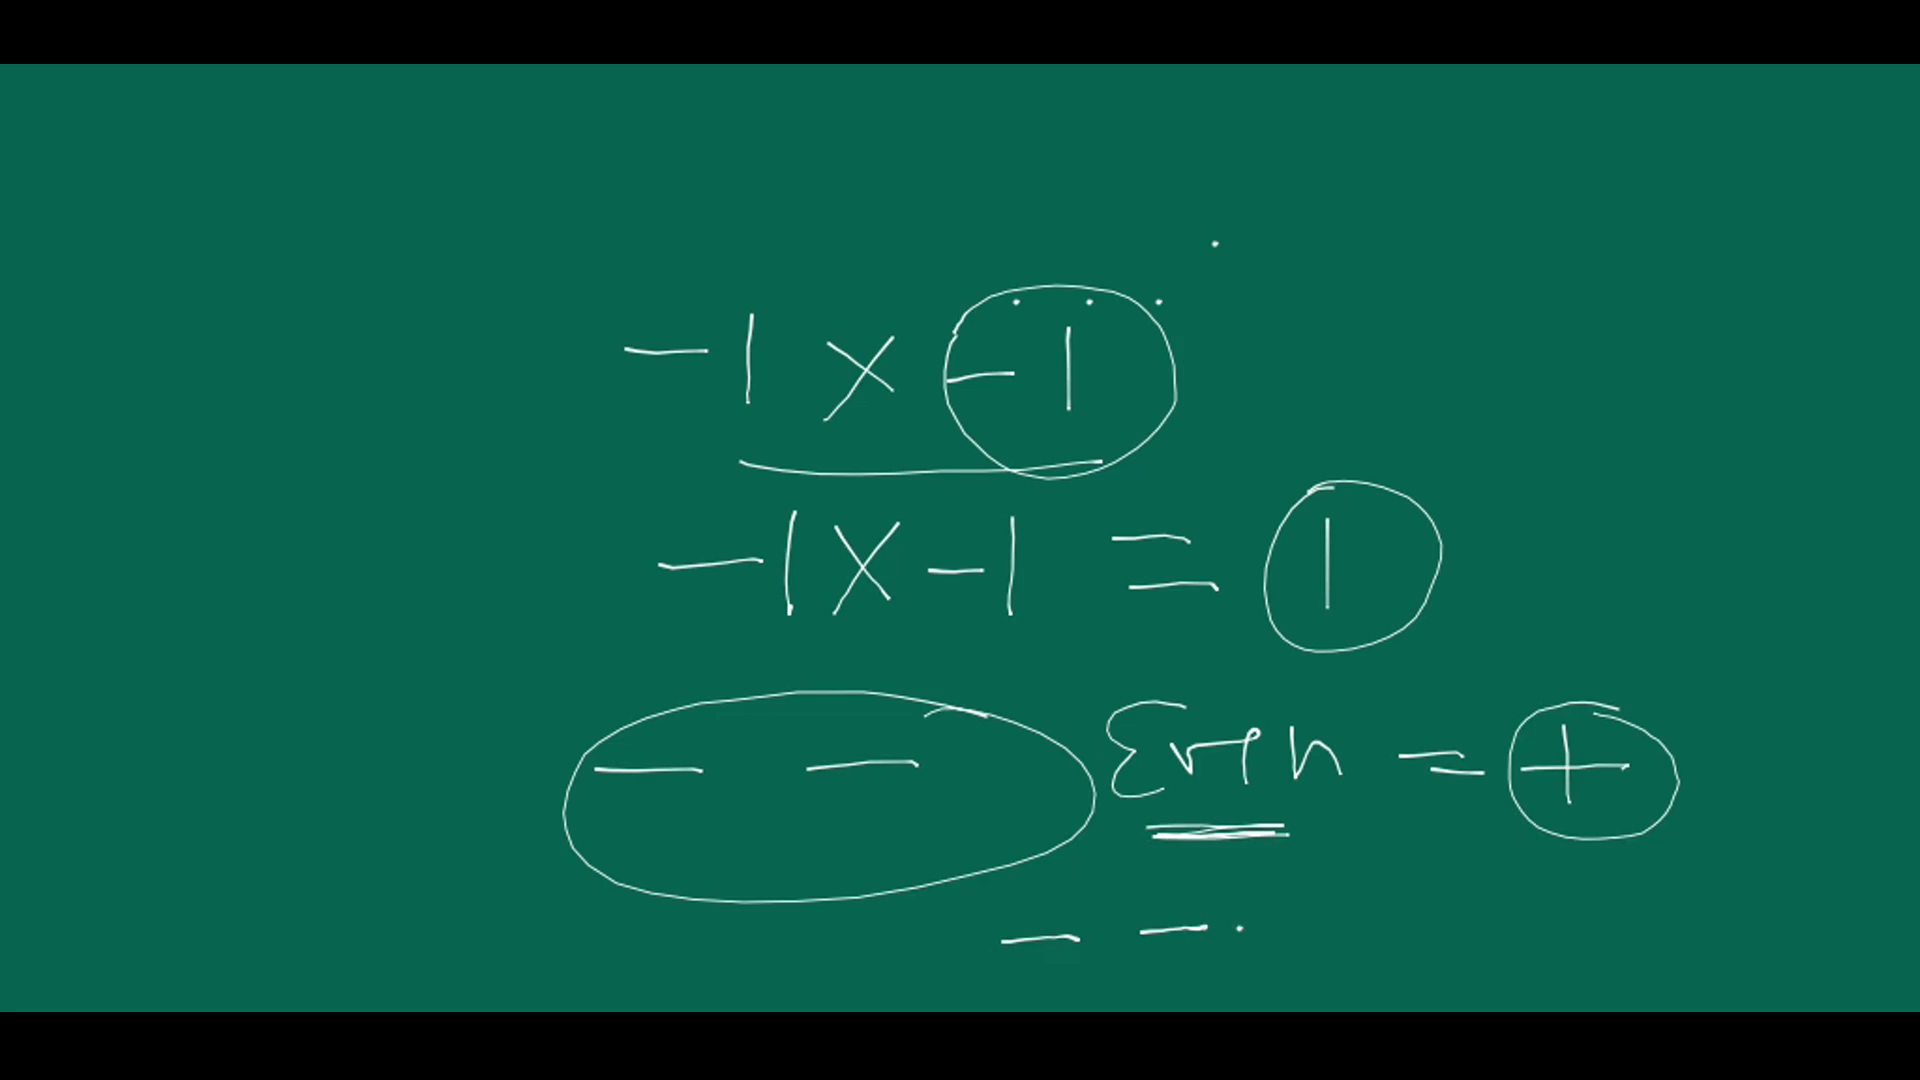 -1 × -1
-1 × -1 = 1
- - Even = +
- -